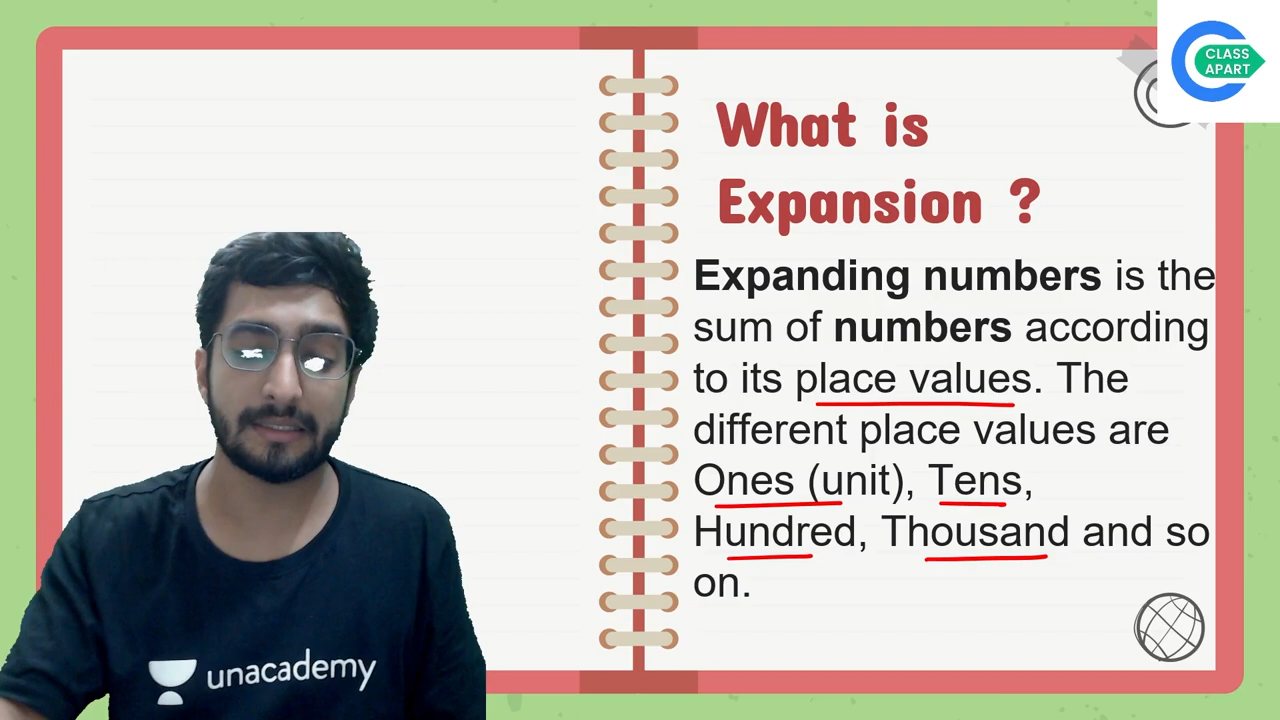 CLASS
APART
What is
Expansion ?
Expanding numbers is the
sum of numbers according
to its place values. The
different place values are
Ones (unit), Tens,
Hundred, Thousand and so
on.
unacademy